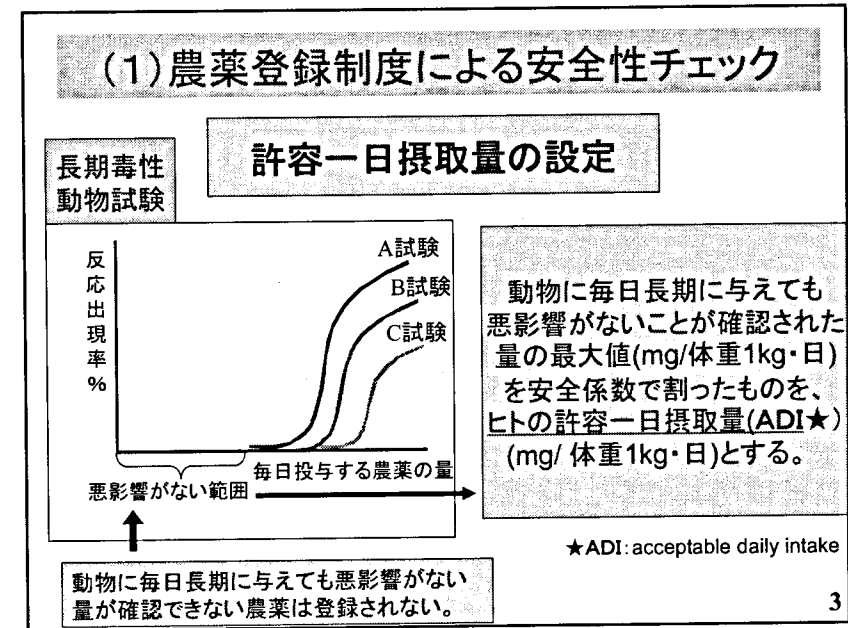 (1)農薬登録制度による安全性チェック
許容一日摂取量の設定
長期毒性
動物試験
反応出現率%
A試験
B試験
C試験
毎日投与する農薬の量
悪影響がない範囲
動物に毎日長期に与えても
悪影響がないことが確認された
量の最大値(mg/体重1kg・日)
を安全係数で割ったものを、
ヒトの許容一日摂取量(ADI★)
(mg/ 体重1kg・日)とする。
★ADI:acceptable daily intake
動物に毎日長期に与えても悪影響がない
量が確認できない農薬は登録されない。
3